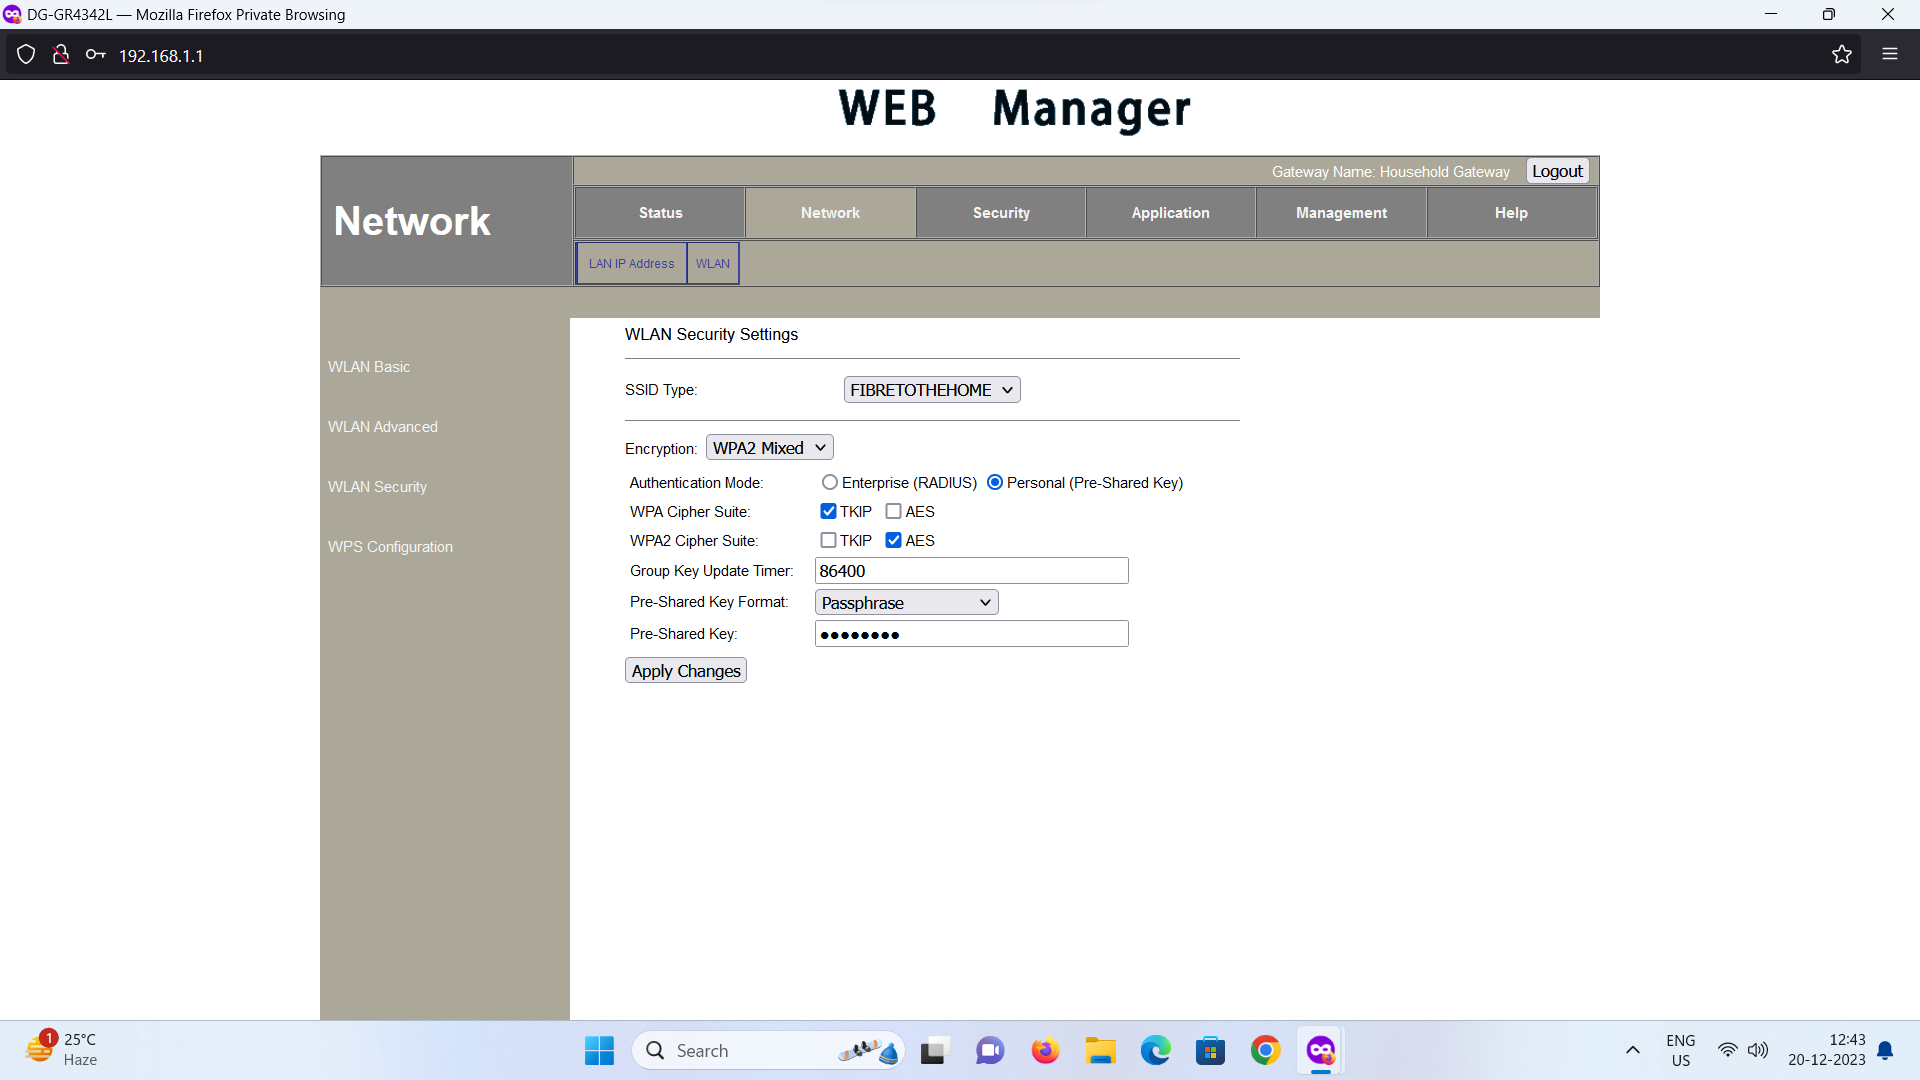 DG-GR4342L — Mozilla Firefox Private Browsing
192.168.1.1
WEB Manager
Gateway Name: Household Gateway Logout
Network
Status Network Security Application Management Help
LAN IP Address WLAN
WLAN Security Settings
WLAN Basic
SSID Type: FIBRETOTHEHOME
WLAN Advanced
Encryption: WPA2 Mixed
WLAN Security
Authentication Mode: Enterprise (RADIUS) Personal (Pre-Shared Key)
WPA Cipher Suite: TKIP AES
WPS Configuration
WPA2 Cipher Suite: TKIP AES
Group Key Update Timer: 86400
Pre-Shared Key Format: Passphrase
Pre-Shared Key: ●●●●●●●●
Apply Changes
1
25°C
Haze
Search
ENG
US
12:43
20-12-2023